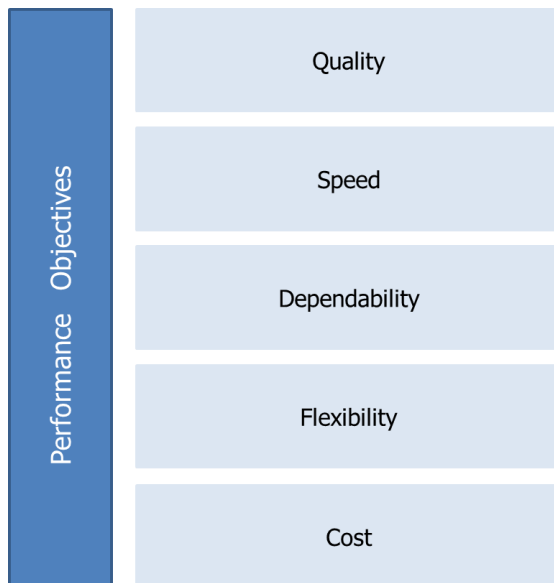 Performance Objectives
Quality
Speed
Dependability
Flexibility
Cost